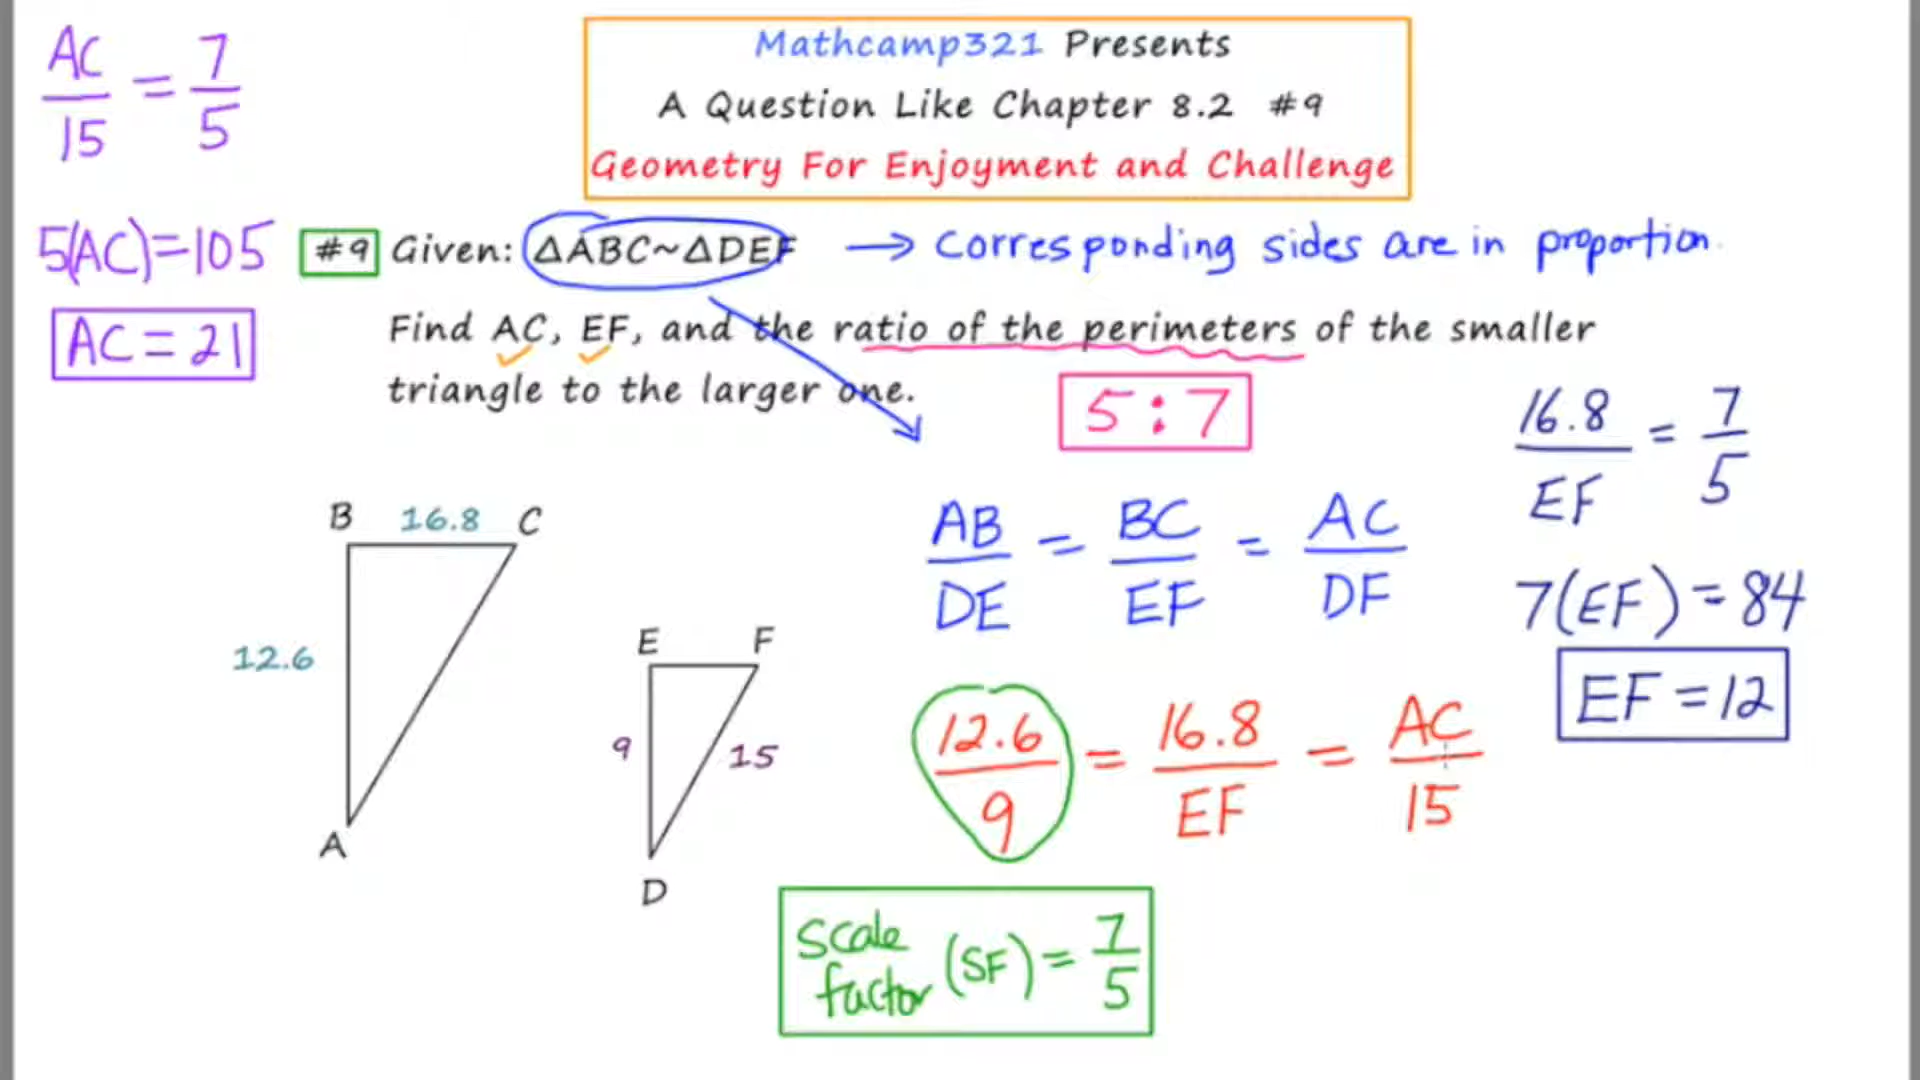 Mathcamp321 Presents
A Question Like Chapter 8.2 #9
Geometry For Enjoyment and Challenge
AC/15 = 7/5
5(AC)=105
AC = 21
#9 Given: △ABC~△DEF → Corresponding sides are in proportion.
Find AC, EF, and the ratio of the perimeters of the smaller
triangle to the larger one.
5:7
16.8/EF = 7/5
7(EF) = 84
EF = 12
AB/DE = BC/EF = AC/DF
12.6/9 = 16.8/EF = AC/15
B 16.8 C
12.6
A
E F
9 15
D
Scale
factor (SF) = 7/5